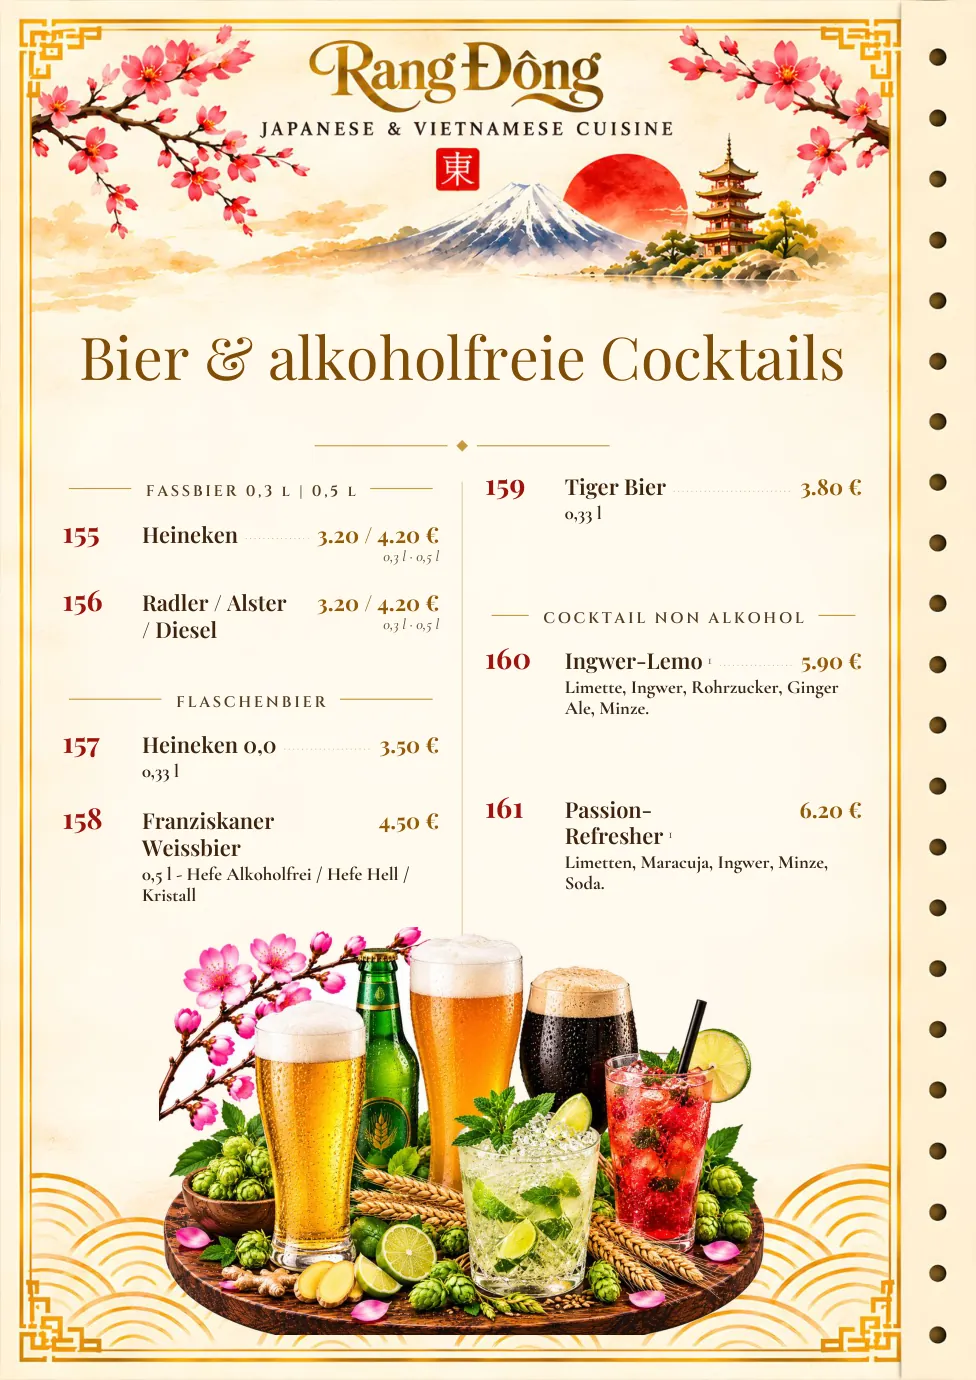 Rang Đông
JAPANESE & VIETNAMESE CUISINE
東
Bier & alkoholfreie Cocktails
FASSBIER 0,3 L | 0,5 L
155 Heineken 3.20 / 4.20 €
0,3 l · 0,5 l
156 Radler / Alster 3.20 / 4.20 €
/ Diesel 0,3 l · 0,5 l
FLASCHENBIER
157 Heineken 0,0 3.50 €
0,33 l
158 Franziskaner 4.50 €
Weissbier
0,5 l - Hefe Alkoholfrei / Hefe Hell /
Kristall
159 Tiger Bier 3.80 €
0,33 l
COCKTAIL NON ALKOHOL
160 Ingwer-Lemo ¹ 5.90 €
Limette, Ingwer, Rohrzucker, Ginger
Ale, Minze.
161 Passion- 6.20 €
Refresher ¹
Limetten, Maracuja, Ingwer, Minze,
Soda.